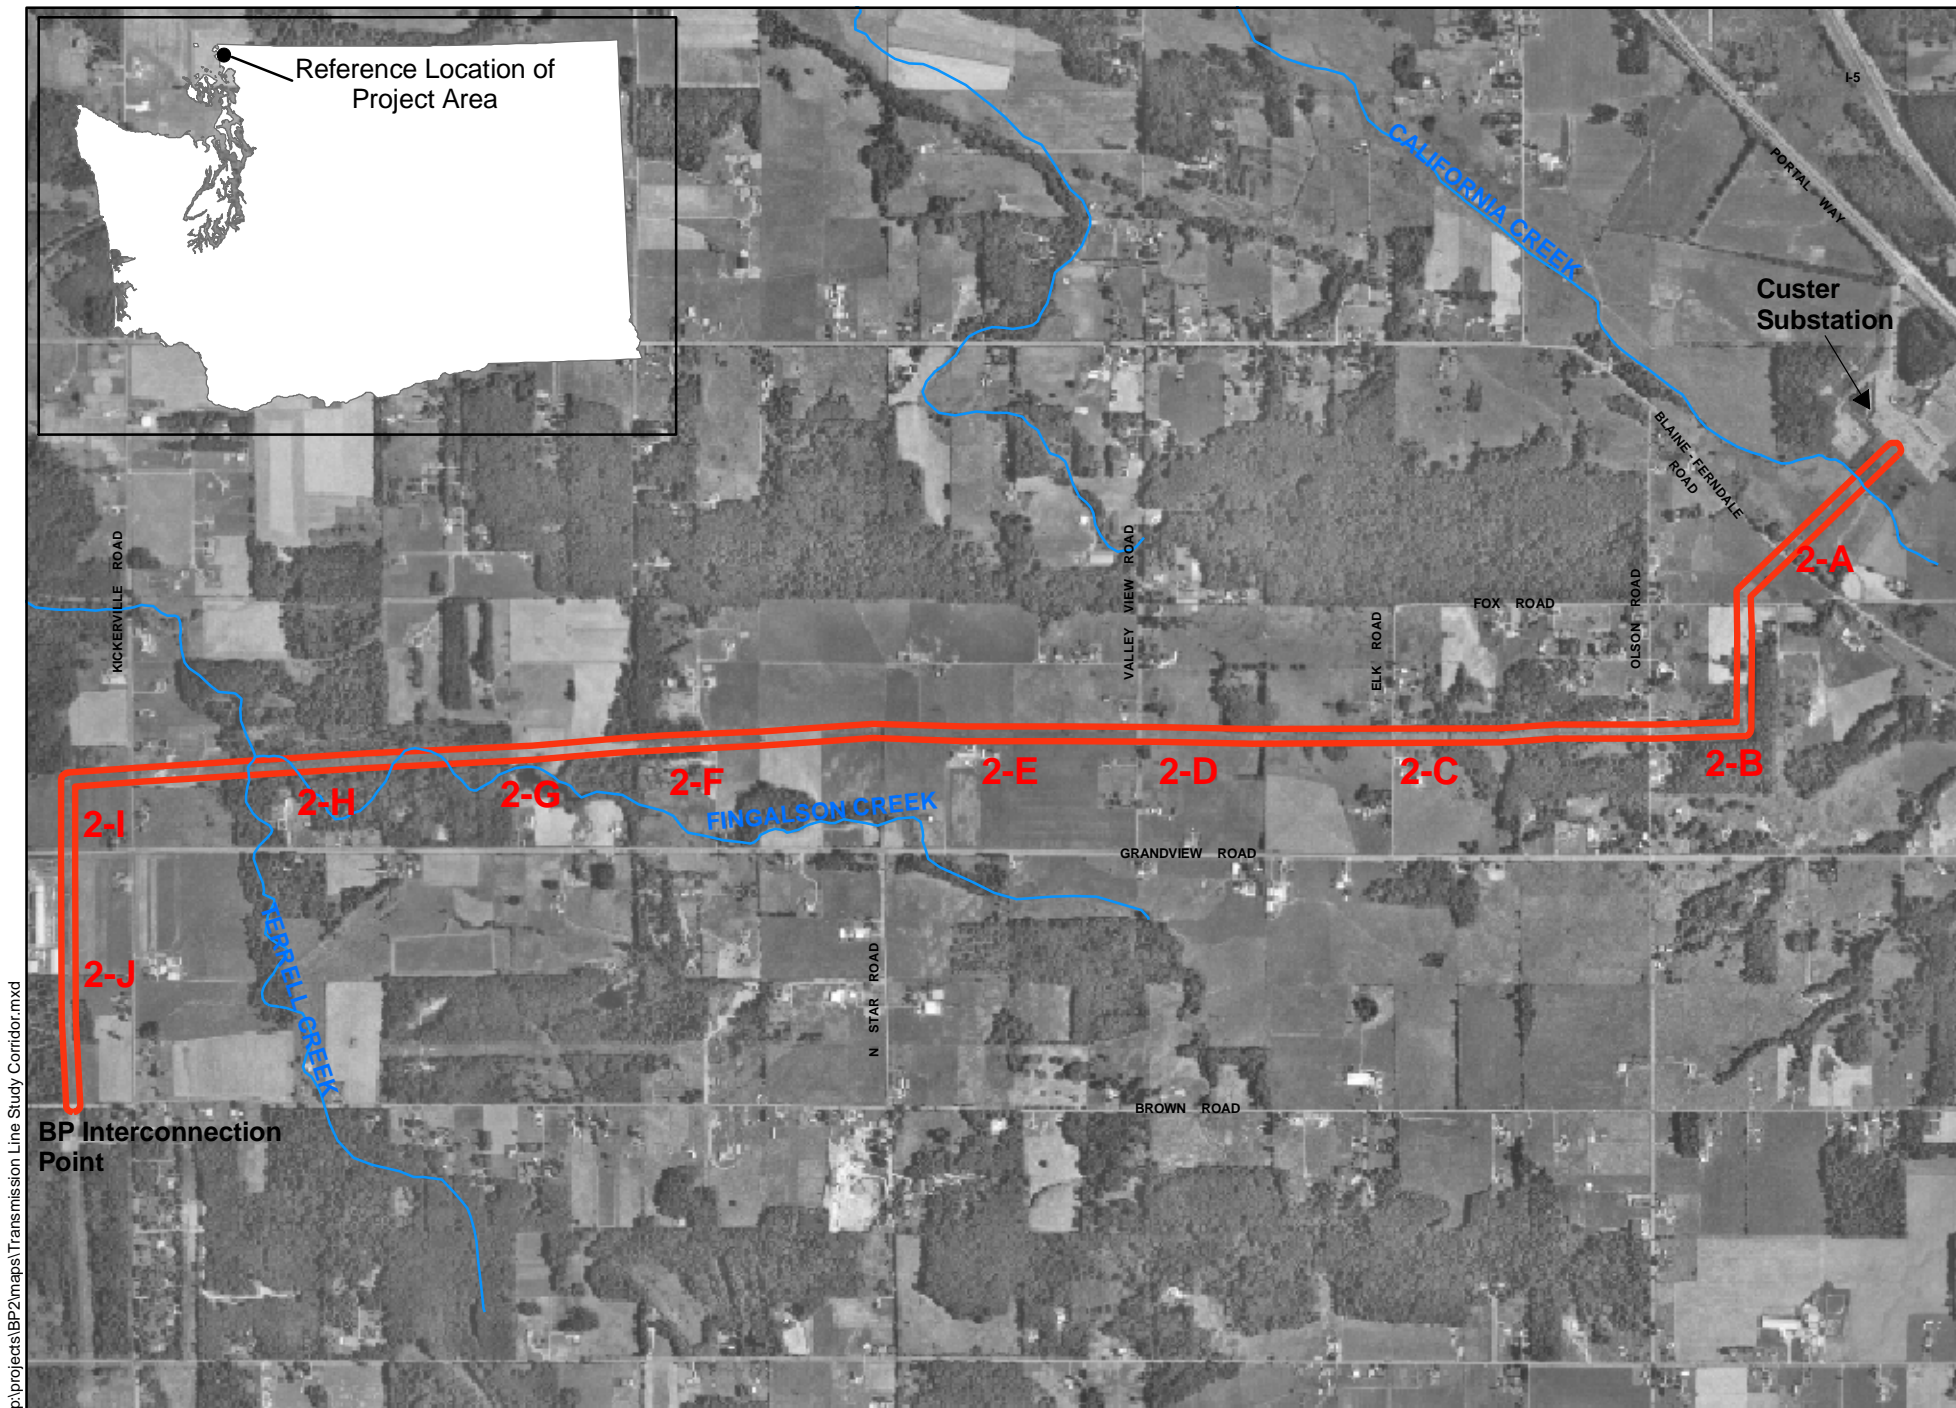 Reference Location of
Project Area
I-5
PORTAL WAY
CALIFORNIA CREEK
Custer
Substation
BLAINE - FERNDALE
ROAD
KICKERVILLE ROAD
VALLEY VIEW ROAD
ELK ROAD
FOX ROAD
OLSON ROAD
2-A
2-B
2-C
2-D
2-E
2-F
2-G
2-H
2-I
2-J
FINGALSON CREEK
GRANDVIEW ROAD
TERRELL CREEK
N STAR ROAD
BROWN ROAD
BP Interconnection
Point
p:\projects\BP2\maps\Transmission Line Study Corridor.mxd